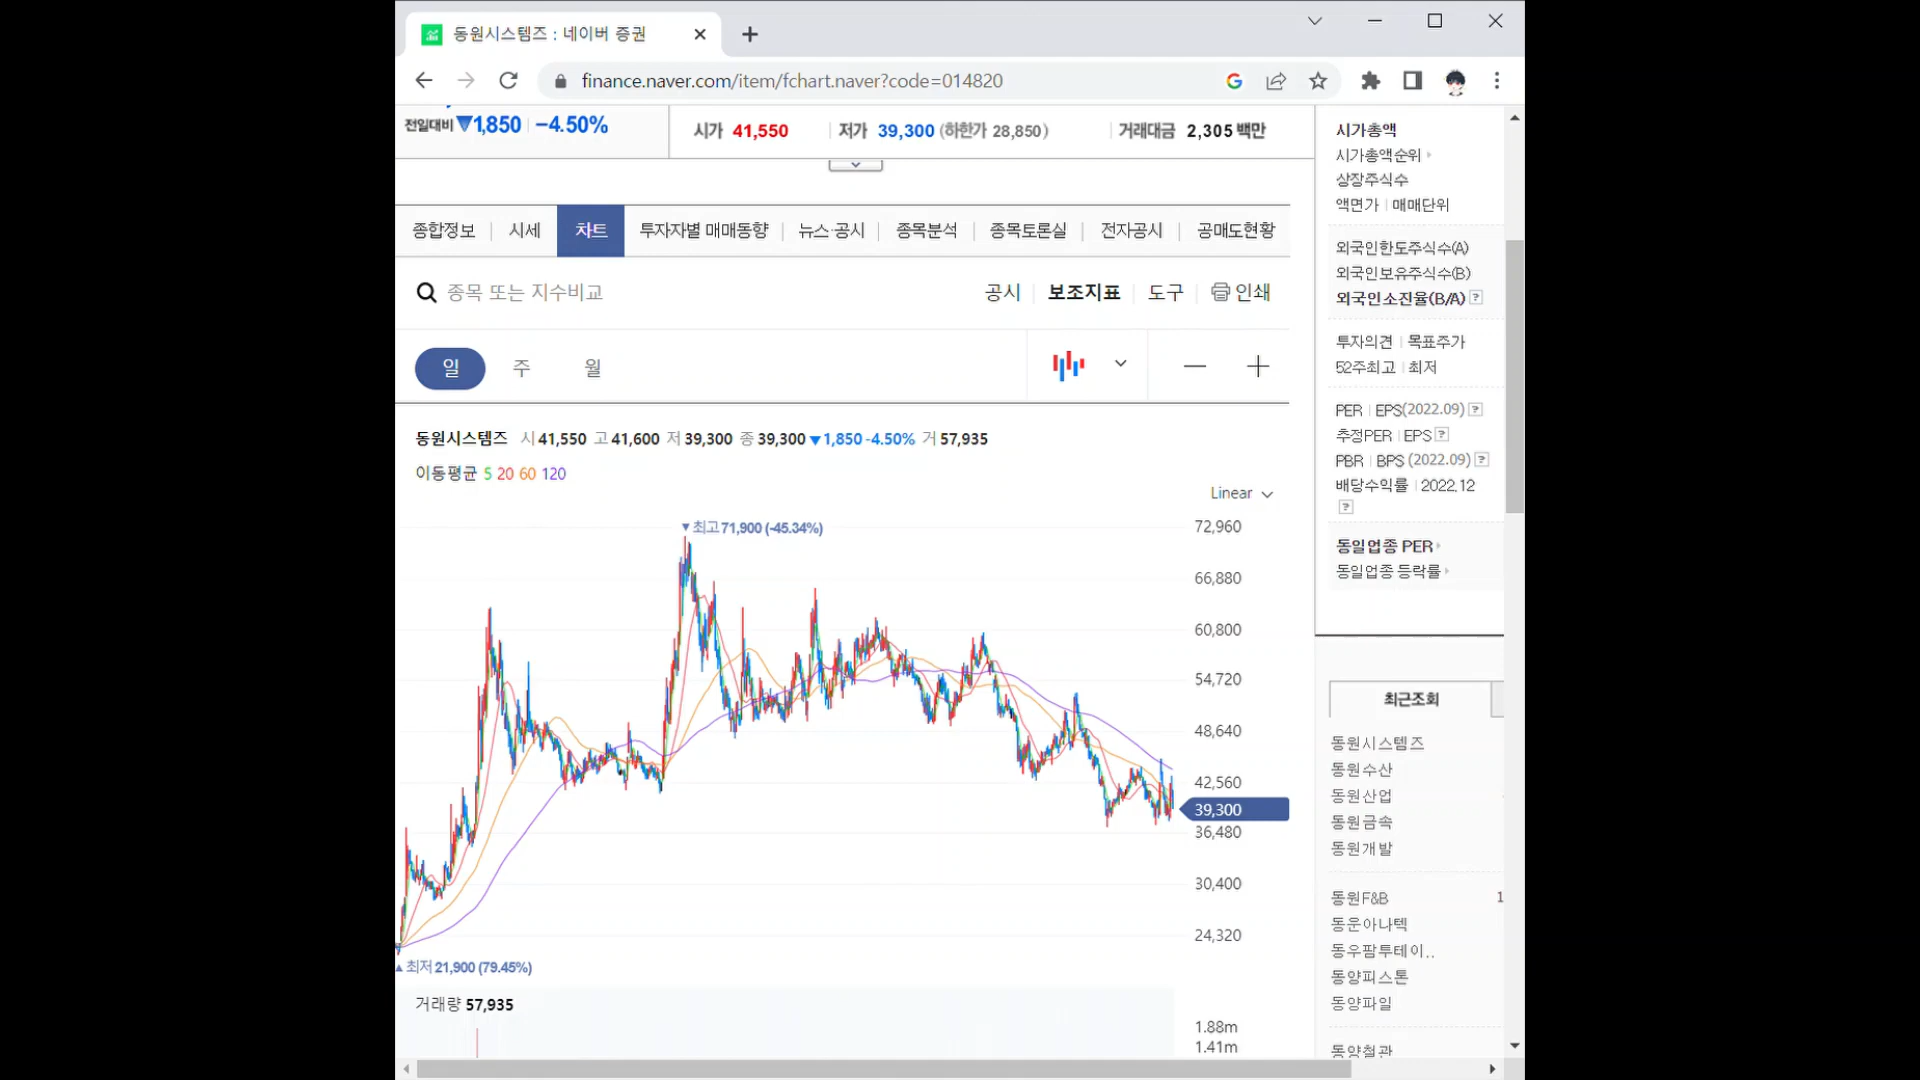 동원시스템즈 : 네이버 증권
finance.naver.com/item/fchart.naver?code=014820
전일대비 ▼1,850 -4.50%
시가 41,550 저가 39,300 (하한가 28,850) 거래대금 2,305 백만
종합정보 시세 차트 투자자별 매매동향 뉴스·공시 종목분석 종목토론실 전자공시 공매도현황
종목 또는 지수비교
공시 보조지표 도구 인쇄
일 주 월
동원시스템즈 시 41,550 고 41,600 저 39,300 종 39,300 ▼1,850 -4.50% 거 57,935
이동평균 5 20 60 120
Linear
▼최고 71,900 (-45.34%)
72,960
66,880
60,800
54,720
48,640
42,560
39,300
36,480
30,400
24,320
▲최저 21,900 (79.45%)
거래량 57,935
1.88m
1.41m
시가총액
시가총액순위
상장주식수
액면가 매매단위
외국인한도주식수(A)
외국인보유주식수(B)
외국인소진율(B/A) ?
투자의견 목표주가
52주최고 최저
PER EPS(2022.09) ?
추정PER EPS ?
PBR BPS (2022.09) ?
배당수익률 2022.12
?
동일업종 PER
동일업종 등락률
최근조회
동원시스템즈
동원수산
동원산업
동원금속
동원개발
동원F&B 1
동운아나텍
동우팜투테이..
동양피스톤
동양파일
동양철관